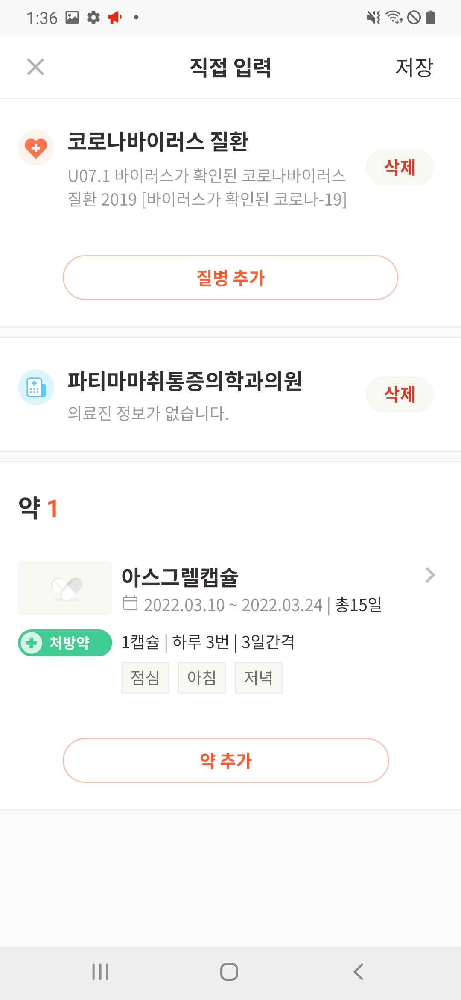 1:36
직접 입력
저장
코로나바이러스 질환
U07.1 바이러스가 확인된 코로나바이러스
질환 2019 [바이러스가 확인된 코로나-19]
삭제
질병 추가
파티마마취통증의학과의원
의료진 정보가 없습니다.
삭제
약 1
아스그렐캡슐
2022.03.10 ~ 2022.03.24 | 총15일
처방약
1캡슐 | 하루 3번 | 3일간격
점심 아침 저녁
약 추가